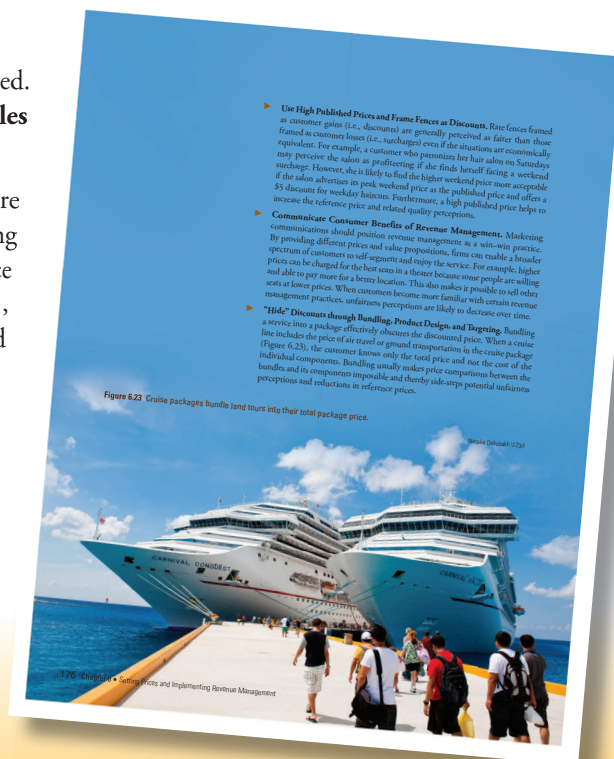 ed.
les
re
ng
ce
,
d
▶ Use High Published Prices and Frame Fences as Discounts. Rate fences framed
as customer gains (i.e., discounts) are generally perceived as fairer than those
framed as customer losses (i.e., surcharges) even if the situations are economically
equivalent. For example, a customer who patronizes her hair salon on Saturdays
may perceive the salon as profiteering if she finds herself facing a weekend
surcharge. However, she is likely to find the higher weekend price more acceptable
if the salon advertises its peak weekend price as the published price and offers a
$5 discount for weekday haircuts. Furthermore, a high published price helps to
increase the reference price and related quality perceptions.
▶ Communicate Consumer Benefits of Revenue Management. Marketing
communications should position revenue management as a win–win practice.
By providing different prices and value propositions, firms can enable a broader
spectrum of customers to self-segment and enjoy the service. For example, higher
prices can be charged for the best seats in a theater because some people are willing
and able to pay more for a better location. This also makes it possible to sell other
seats at lower prices. When customers become more familiar with certain revenue
management practices, unfairness perceptions are likely to decrease over time.
▶ "Hide" Discounts through Bundling, Product Design, and Targeting. Bundling
a service into a package effectively obscures the discounted price. When a cruise
line includes the price of air travel or ground transportation in the cruise package
(Figure 6.23), the customer knows only the total price and not the cost of the
individual components. Bundling usually makes price comparisons between the
bundles and its components impossible and thereby side-steps potential unfairness
perceptions and reductions in reference prices.
Figure 6.23 Cruise packages bundle land tours into their total package price.
CARNIVAL CONQUEST
176 Chapter 6 • Setting Prices and Implementing Revenue Management